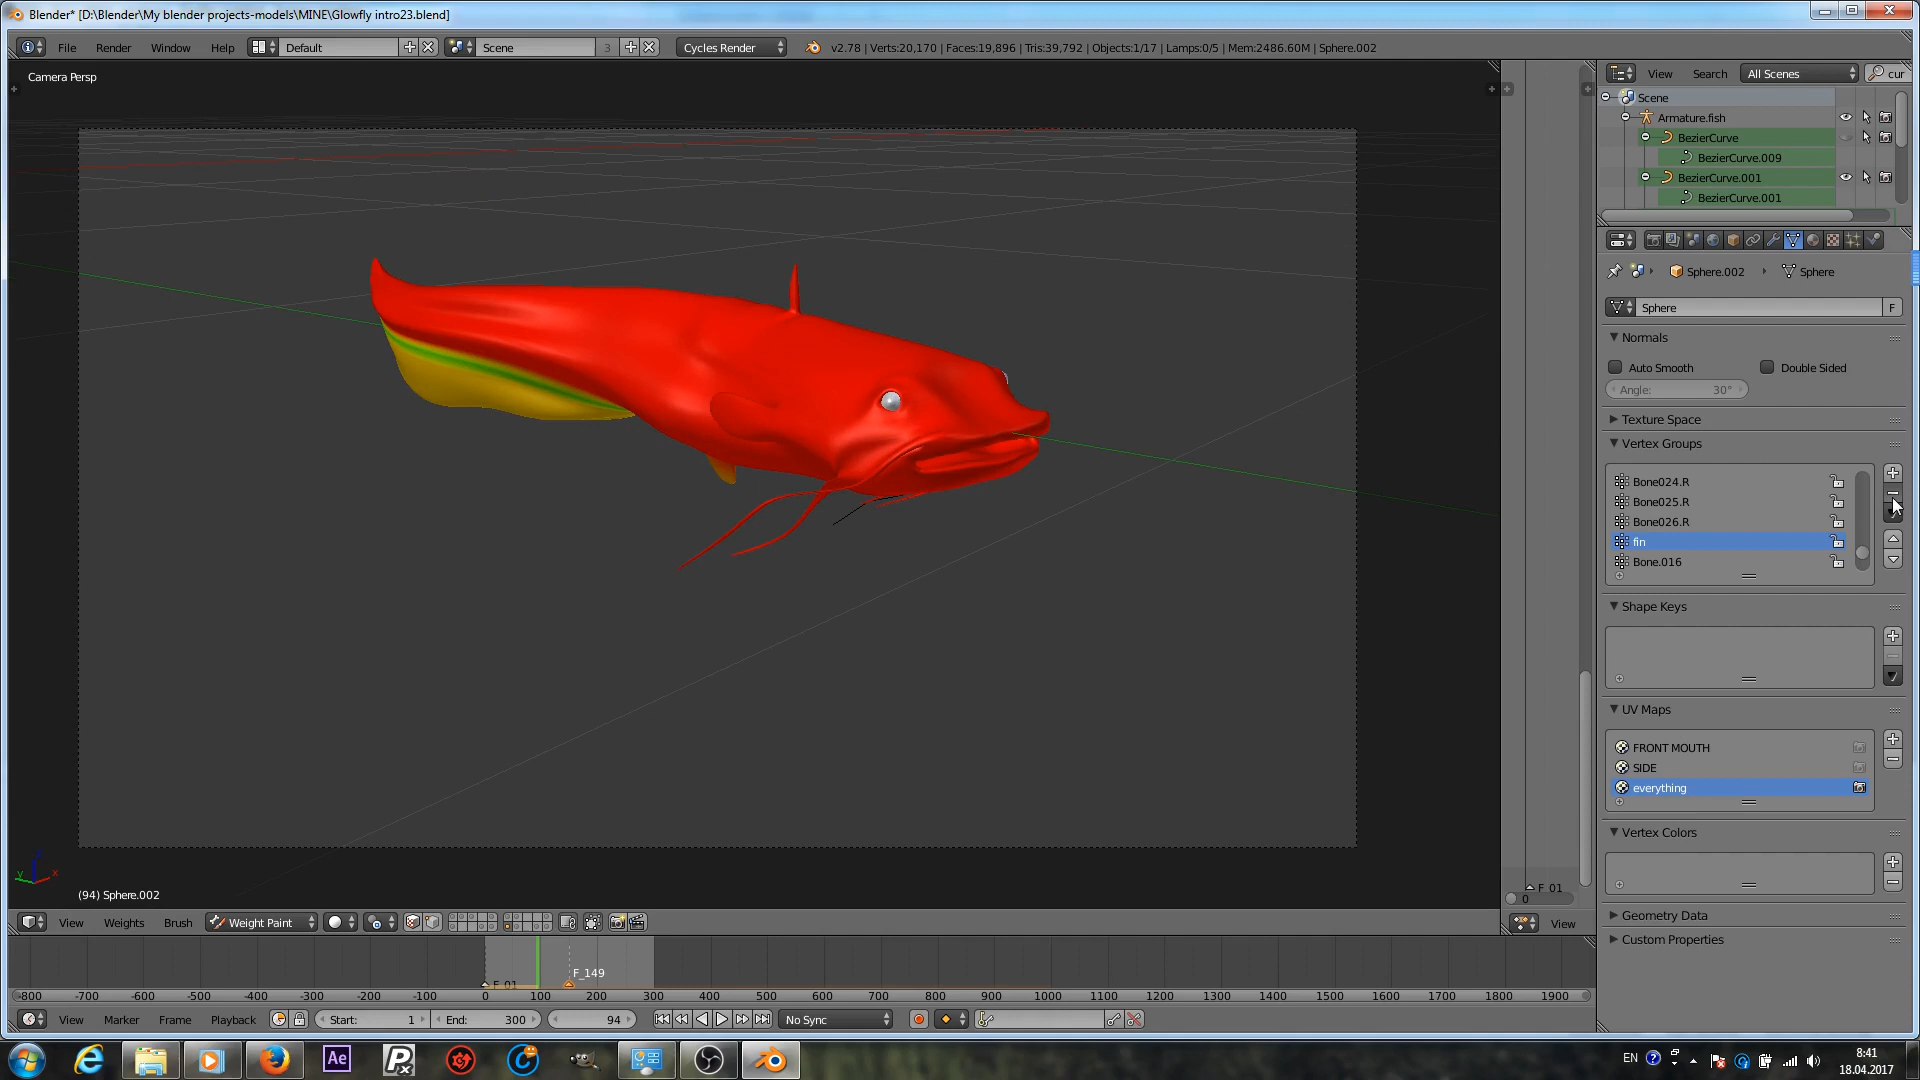 Blender* [D:\Blender\My blender projects-models\MINE\Glowfly intro23.blend]
File Render Window Help Default Scene 3 Cycles Render v2.78 | Verts:20,170 | Faces:19,896 | Tris:39,792 | Objects:1/17 | Lamps:0/5 | Mem:2486.60M | Sphere.002
Camera Persp
View Search All Scenes cur
Scene
Armature.fish
BezierCurve
BezierCurve.009
BezierCurve.001
BezierCurve.001
Sphere.002 Sphere
Sphere F
Normals
Auto Smooth Double Sided
Angle: 30°
Texture Space
Vertex Groups
Bone024.R
Bone025.R
Bone026.R
fin
Bone.016
Shape Keys
UV Maps
FRONT MOUTH
SIDE
everything
Vertex Colors
Geometry Data
Custom Properties
z
y x
(94) Sphere.002
F_01
0
View Weights Brush Weight Paint View
F_149
F_01
-800 -700 -600 -500 -400 -300 -200 -100 0 100 200 300 400 500 600 700 800 900 1000 1100 1200 1300 1400 1500 1600 1700 1800 1900
View Marker Frame Playback Start: 1 End: 300 94 No Sync
Ae Px EN 8:41
18.04.2017